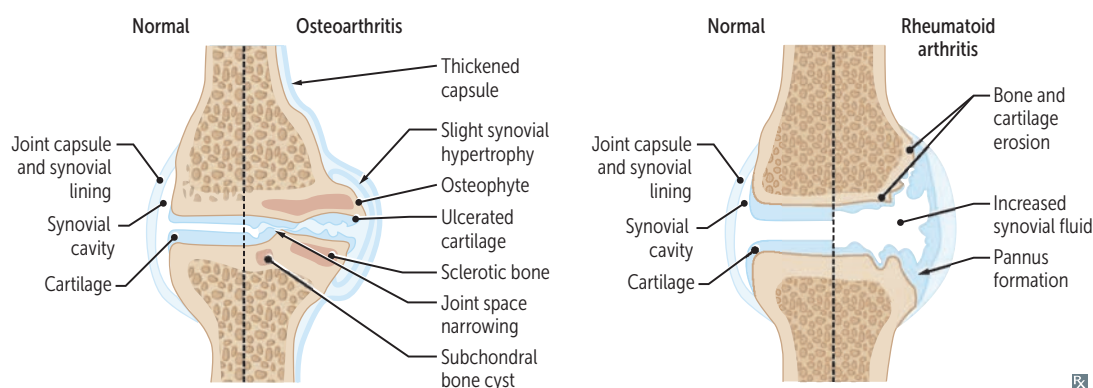 Normal
Osteoarthritis
Thickened
capsule
Joint capsule
and synovial
lining
Slight synovial
hypertrophy
Osteophyte
Synovial
cavity
Ulcerated
cartilage
Cartilage
Sclerotic bone
Joint space
narrowing
Subchondral
bone cyst
Normal
Rheumatoid
arthritis
Bone and
cartilage
erosion
Joint capsule
and synovial
lining
Synovial
cavity
Increased
synovial fluid
Cartilage
Pannus
formation
Rx